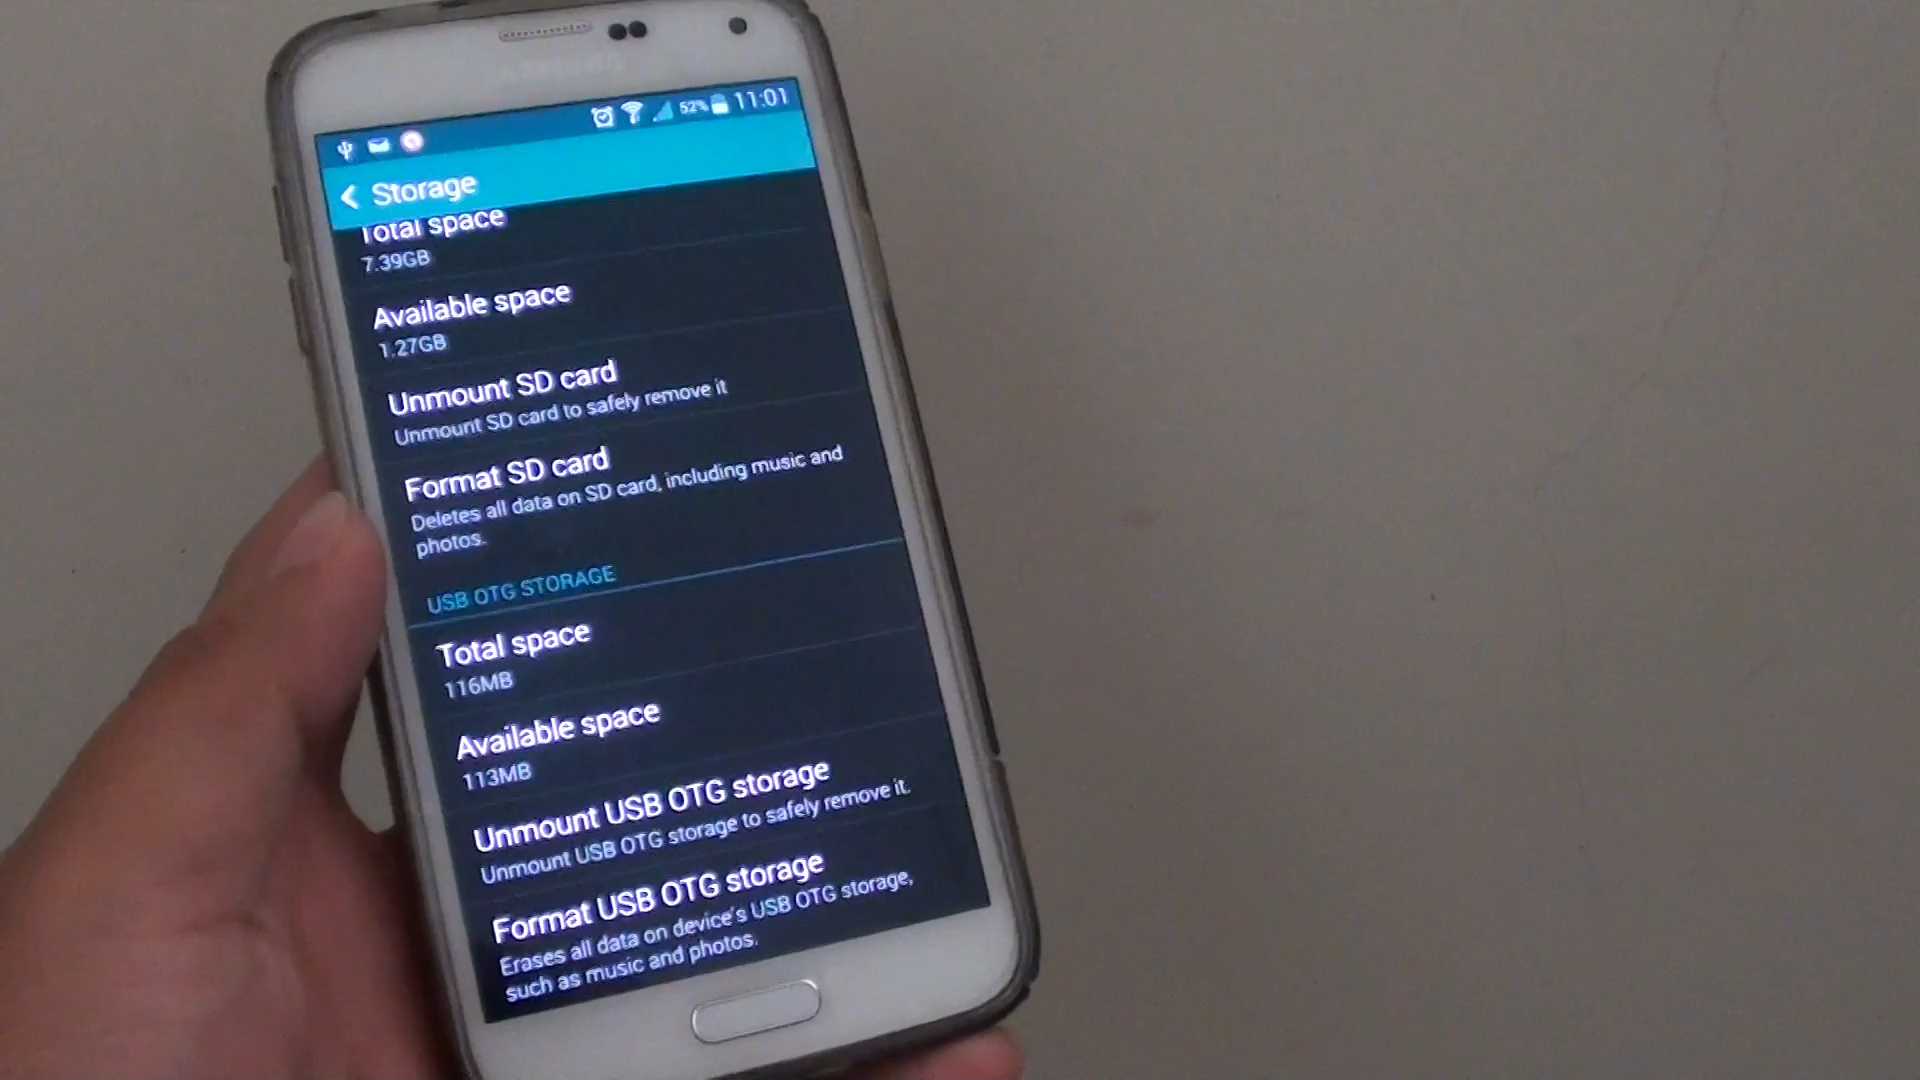 52% 11:01
Storage
Total space
7.39GB
Available space
1.27GB
Unmount SD card
Unmount SD card to safely remove it
Format SD card
Deletes all data on SD card, including music and
photos.
USB OTG STORAGE
Total space
116MB
Available space
113MB
Unmount USB OTG storage
Unmount USB OTG storage to safely remove it.
Format USB OTG storage
Erases all data on device's USB OTG storage,
such as music and photos.